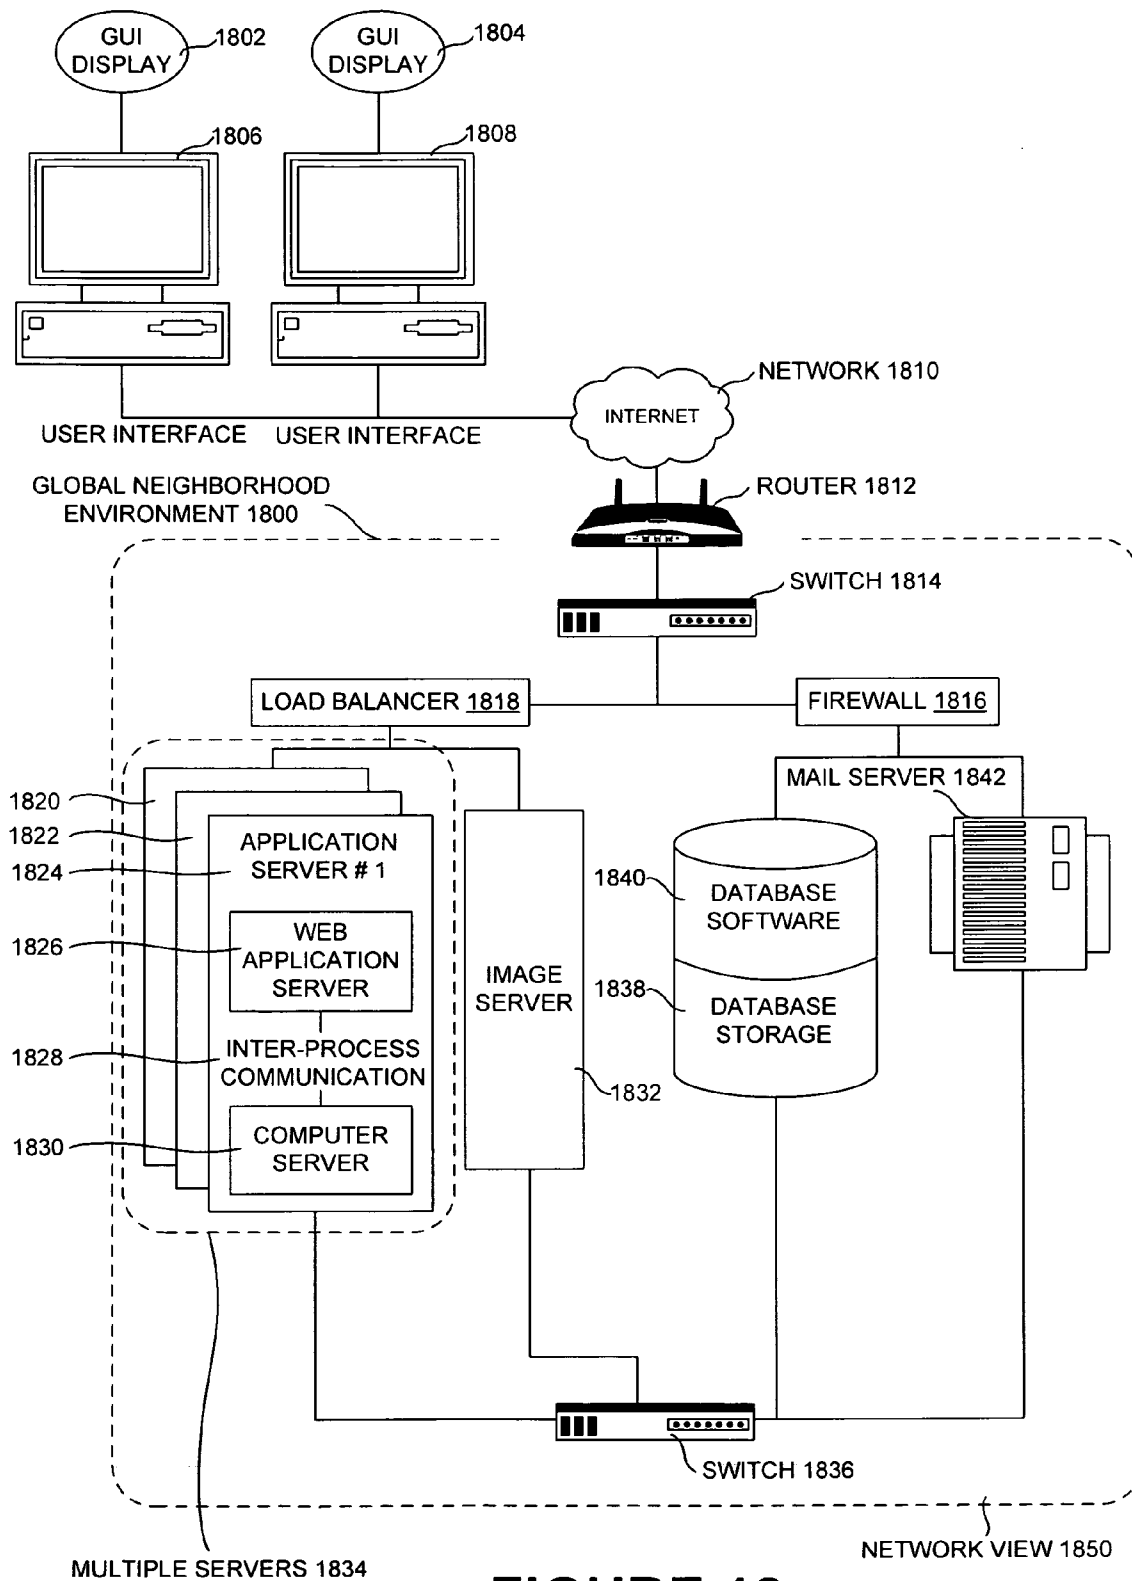 GUI
DISPLAY
1802
GUI
DISPLAY
1804
1806
1808
NETWORK 1810
INTERNET
USER INTERFACE
USER INTERFACE
GLOBAL NEIGHBORHOOD
ENVIRONMENT 1800
ROUTER 1812
SWITCH 1814
LOAD BALANCER 1818
FIREWALL 1816
MAIL SERVER 1842
1820
1822
1824
APPLICATION
SERVER # 1
1826
WEB
APPLICATION
SERVER
1828
INTER-PROCESS
COMMUNICATION
1830
COMPUTER
SERVER
IMAGE
SERVER
1832
1840
DATABASE
SOFTWARE
1838
DATABASE
STORAGE
SWITCH 1836
NETWORK VIEW 1850
MULTIPLE SERVERS 1834